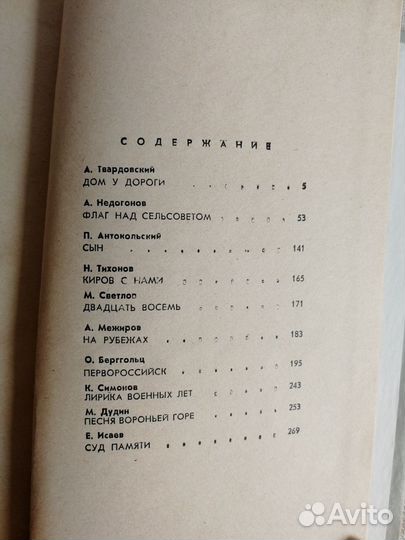 СОДЕРЖАНИЕ
А. Твардовский
ДОМ У ДОРОГИ 5
А. Недогонов
ФЛАГ НАД СЕЛЬСОВЕТОМ 53
П. Антокольский
СЫН 141
Н. Тихонов
КИРОВ С НАМИ 165
М. Светлов
ДВАДЦАТЬ ВОСЕМЬ 171
А. Межиров
НА РУБЕЖАХ 183
О. Берггольц
ПЕРВОРОССИЙСК 195
К. Симонов
ЛИРИКА ВОЕННЫХ ЛЕТ 243
М. Дудин
ПЕСНЯ ВОРОНЬЕЙ ГОРЕ 253
Е. Исаев
СУД ПАМЯТИ 269
Avito